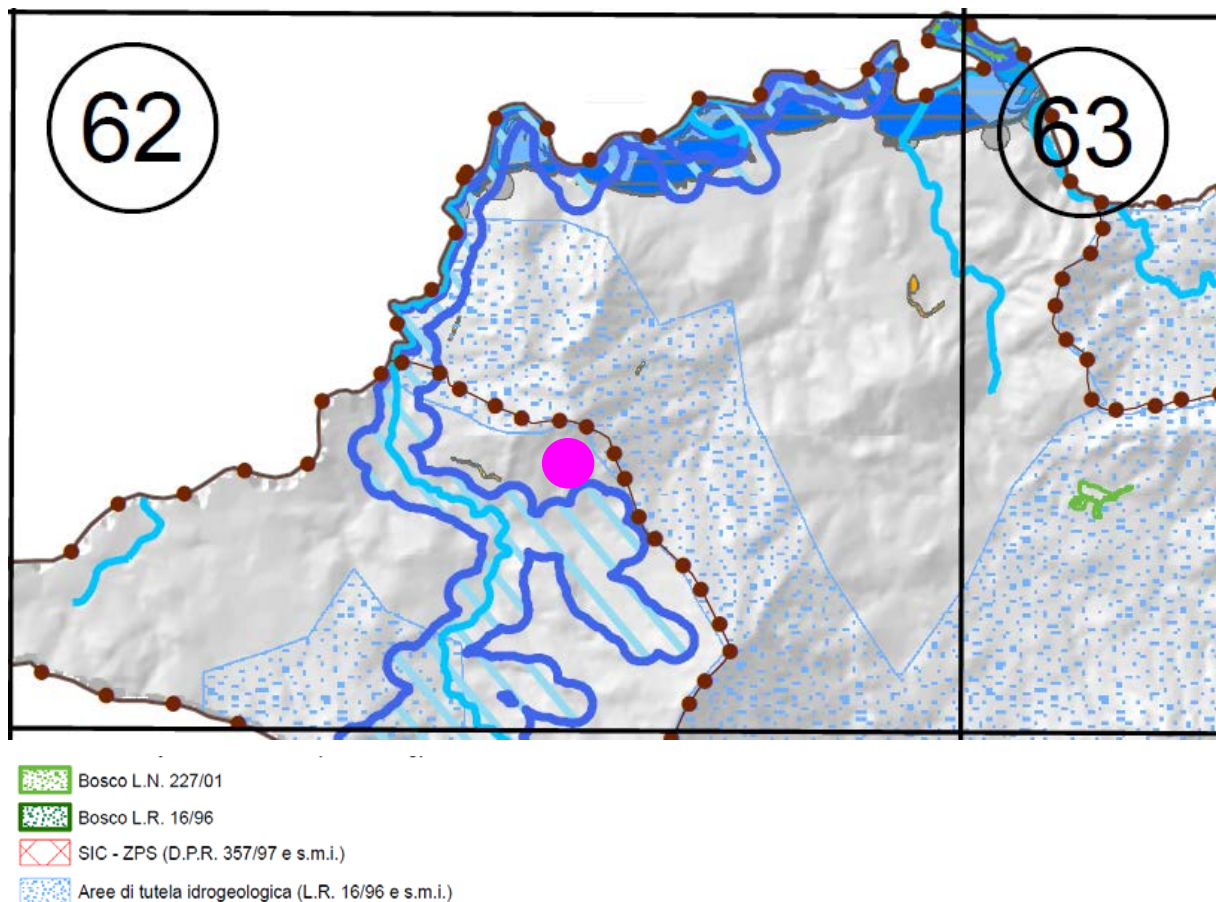 62
63
Bosco L.N. 227/01
Bosco L.R. 16/96
SIC - ZPS (D.P.R. 357/97 e s.m.i.)
Aree di tutela idrogeologica (L.R. 16/96 e s.m.i.)